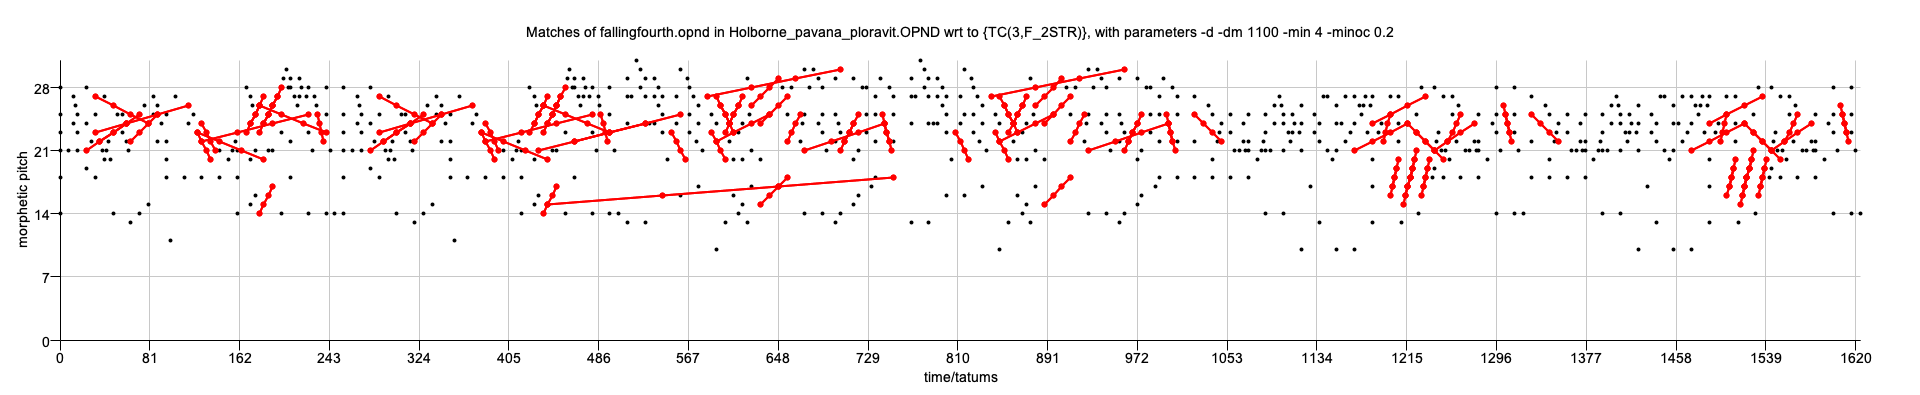 Matches of fallingfourth.opnd in Holborne_pavana_ploravit.OPND wrt to {TC(3,F_2STR)}, with parameters -d -dm 1100 -min 4 -minoc 0.2
morphetic pitch
28
21
14
7
0
0 81 162 243 324 405 486 567 648 729 810 891 972 1053 1134 1215 1296 1377 1458 1539 1620
time/tatums